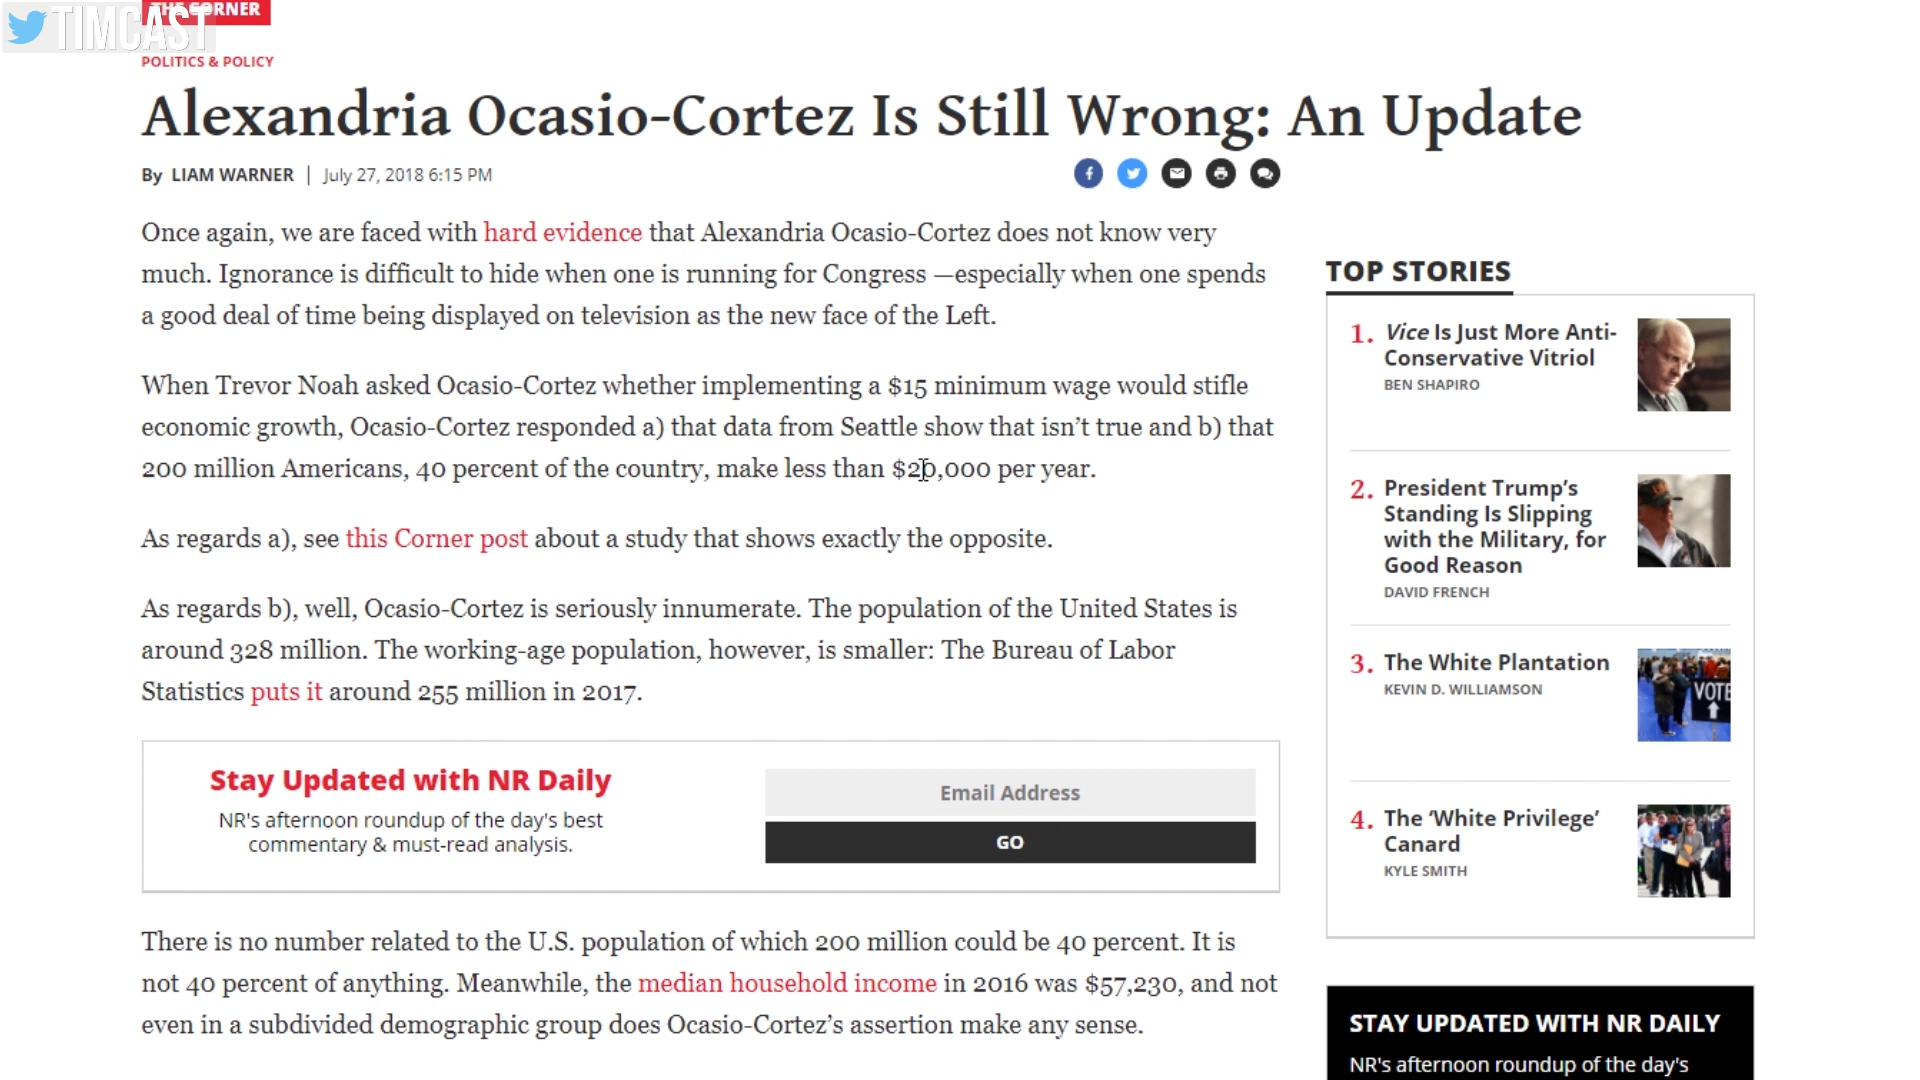 THE CORNER
TIMCAST
POLITICS & POLICY
Alexandria Ocasio-Cortez Is Still Wrong: An Update
By LIAM WARNER | July 27, 2018 6:15 PM
Once again, we are faced with hard evidence that Alexandria Ocasio-Cortez does not know very
much. Ignorance is difficult to hide when one is running for Congress —especially when one spends
a good deal of time being displayed on television as the new face of the Left.
When Trevor Noah asked Ocasio-Cortez whether implementing a $15 minimum wage would stifle
economic growth, Ocasio-Cortez responded a) that data from Seattle show that isn’t true and b) that
200 million Americans, 40 percent of the country, make less than $20,000 per year.
As regards a), see this Corner post about a study that shows exactly the opposite.
As regards b), well, Ocasio-Cortez is seriously innumerate. The population of the United States is
around 328 million. The working-age population, however, is smaller: The Bureau of Labor
Statistics puts it around 255 million in 2017.
Stay Updated with NR Daily
NR's afternoon roundup of the day's best
commentary & must-read analysis.
Email Address
GO
There is no number related to the U.S. population of which 200 million could be 40 percent. It is
not 40 percent of anything. Meanwhile, the median household income in 2016 was $57,230, and not
even in a subdivided demographic group does Ocasio-Cortez’s assertion make any sense.
TOP STORIES
1. Vice Is Just More Anti-
Conservative Vitriol
BEN SHAPIRO
2. President Trump’s
Standing Is Slipping
with the Military, for
Good Reason
DAVID FRENCH
3. The White Plantation
KEVIN D. WILLIAMSON
VOTE
4. The ‘White Privilege’
Canard
KYLE SMITH
STAY UPDATED WITH NR DAILY
NR's afternoon roundup of the day's